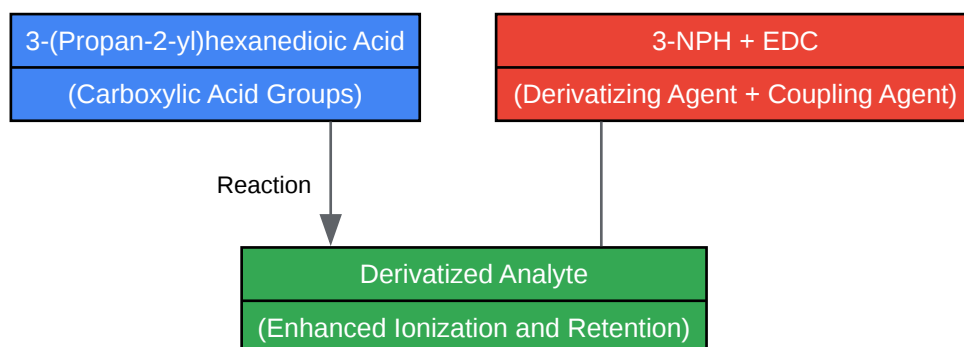 3-(Propan-2-yl)hexanedioic Acid
(Carboxylic Acid Groups)
3-NPH + EDC
(Derivatizing Agent + Coupling Agent)
Reaction
Derivatized Analyte
(Enhanced Ionization and Retention)